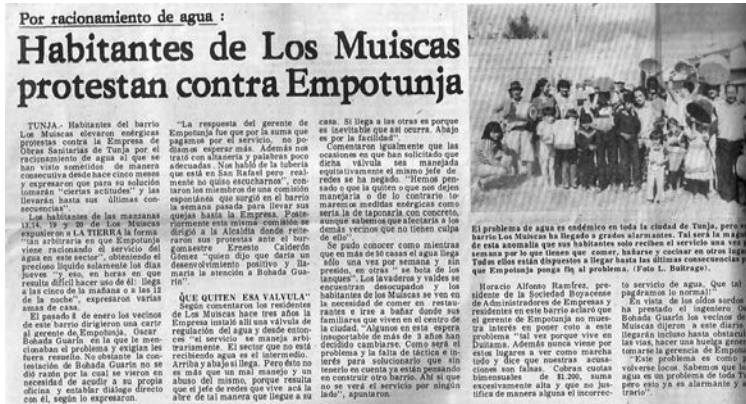 Por racionamiento de agua :
Habitantes de Los Muiscas
protestan contra Empotunja
TUNJA.- Habitantes del barrio
Los Muiscas elevaron enérgicas
protestas contra la Empresa de
Obras Sanitarias de Tunja por el
racionamiento de agua al que se
han visto sometidos de manera
consecutiva desde hace cinco meses
y expresaron que para su solución
tomarán "ciertas actitudes" y las
llevarán hasta sus últimas con-
secuencias".
Los habitantes de las manzanas
13,14, 19 y 20 de Los Muiscas
expusieron a LA TIERRA la forma
"tan arbitraria en que Empotunja
viene racionando el servicio del
agua en este sector", obteniendo el
precioso líquido solamente los días
jueves "y eso, en horas en que
resulta difícil hacer uso de él: llega
a las cinco de la mañana o a las 12
de la noche", expresaron varias
amas de casa.
El pasado 8 de enero los vecinos
de este barrio dirigieron una carta
al gerente de Empotunja, Oscar
Bohada Guarín en la que le men-
cionaban el problema y exigían les
fuera resuelto. No obstante la con-
testación de Bohada Guarín no se
dió razón por la cual se vieron en
necesidad de acudir a su propia
oficina y entablar diálogo directo
con él, según lo expresaron.
"La respuesta del gerente de
Empotunja fue que por la suma que
pagamos por el servicio, no po-
díamos esperar más. Además nos
trató con altanería y palabras poco
adecuadas. Nos habló de la tubería
que está en San Rafael pero real-
mente no quiso escucharnos", con-
taron los miembros de una comisión
espontánea que surgió en el barrio
la semana pasada para llevar sus
quejas hasta la Empresa. Poste-
riormente esta misma comisión se
dirigió a la Alcaldía donde reite-
raron sus protestas ante el bur-
gomaestre Ernesto Calderón
Gómez "quien dijo que daría un
desenvolvimiento positivo y lla-
maría la atención a Bohada Gua-
rín".
QUE QUITEN ESA VALVULA"
Según comentaron los residentes
de Los Muiscas hace tres años la
Empresa instaló allí una válvula de
regulación del agua y desde enton-
ces "el servicio se maneja arbi-
trariamente. El sector que no está
recibiendo agua es el intermedio.
Arriba y abajo si llega. Pero ésto no
es más que un mal manejo y un
abuso del mismo, porque resulta
que el jefe de redes que vive acá la
abre de tal manera que llegue a su
casa. Si llega a las otras es porque
es inevitable que así ocurra. Abajo
es por la facilidad".
Comentaron igualmente que las
ocasiones en que han solicitado que
dicha válvula sea manejada
equitativamente el mismo jefe de
redes se ha negado. "Hemos pen-
sado o que la quiten o que nos dejen
manejarla o de lo contrario to-
maremos medidas enérgicas como
sería la de taponarla con concreto,
aunque sabemos que afectaría a los
demás vecinos que no tienen culpa
de ello".
Se pudo conocer como mientras
que en más de 50 casas el agua llega
sólo una vez por semana y sin
presión, en otras " se bota de los
tanques". Los lavaderos y valdes se
encuentran desocupados y los
habitantes de los Muiscas se ven en
la necesidad de comer en restau-
rantes e irse a bañar donde sus
familiares que viven en el centro de
la ciudad. "Algunos en esta espera
insoportable de más de 3 años han
decidido cambiarse. Como será el
problema y la falta de táctica e in-
terés para solucionarlo que sin
tenerlo en cuenta ya están pensando
en construir otro barrio. Ahí si que
no se verá el servicio por ningún
lado", apuntaron.
El problema de agua es endémico en toda la ciudad de Tunja, pero
barrio Los Muiscas ha llegado a grados alarmantes. Tal será la mag
de esta anomalía que sus habitantes solo reciben el servicio una vez
semana por lo que tienen que comer, bañarse y cocinar en otros lugar
Todos ellos están dispuestos a llegar hasta las últimas consecuencias
que Empotunja ponga fin al problema. (Foto L. Buitrago).
Horacio Alfonso Ramírez, pre-
sidente de la Sociedad Boyacense
de Administradores de Empresas y
residentes en este barrio aclaró que
el gerente de Empotunja no mues-
tra interés en poner coto a este
problema "tal vez porque vive en
Duitama. Además nunca viene por
estos lugares a ver como marcha
todo y dice que nuestras acu-
saciones son falsas. Cobran cuotas
bimensuales de $1.200, suma
excesivamente alta y que no jus-
tifica de manera alguna el incorrec-
to servicio de agua. Que tal
pagáramos lo normal!"
En vista de los oídos sordos
ha prestado el ingeniero
Bohada Guarín los vecinos de
Muiscas dijeron a este diario
llegarán incluso hasta obstacul
las vías, hacer una huelga gener
tomarse la gerencia de Empotu
"Este problema es como
volverse locos. Sabemos que
agua es un problema de toda Tu
pero esto ya es alarmante y
trario".